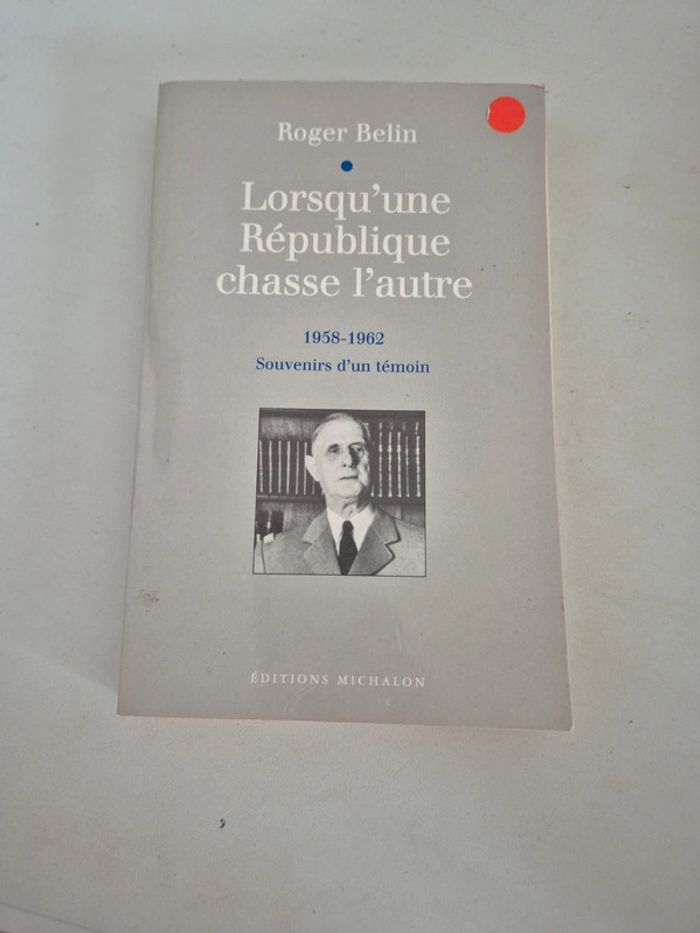 Roger Belin
Lorsqu'une
République
chasse l'autre
1958-1962
Souvenirs d'un témoin
ÉDITIONS MICHALON